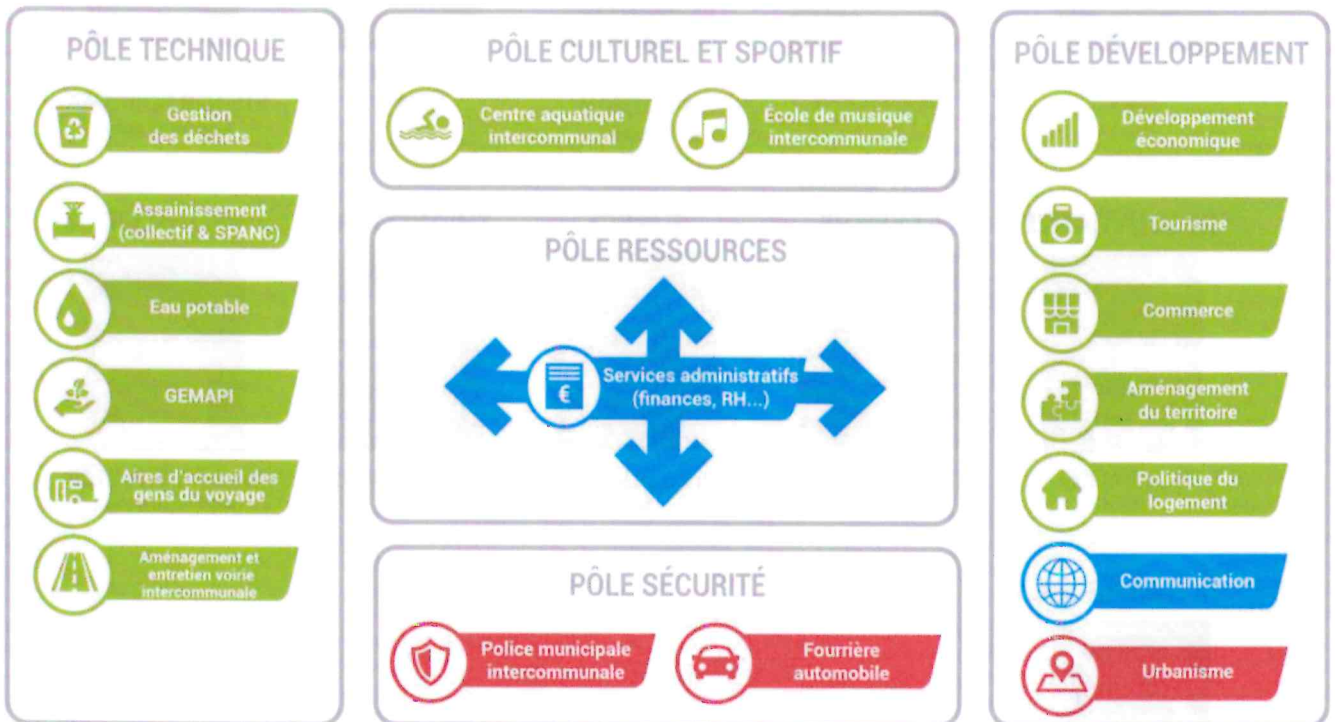 PÔLE TECHNIQUE
Gestion
des déchets
Assainissement
(collectif & SPANC)
Eau potable
GEMAPI
Aires d'accueil des
gens du voyage
Aménagement et
entretien voirie
intercommunale
PÔLE CULTUREL ET SPORTIF
Centre aquatique
intercommunal
École de musique
intercommunale
PÔLE RESSOURCES
€
Services administratifs
(finances, RH...)
PÔLE SÉCURITÉ
Police municipale
intercommunale
Fourrière
automobile
PÔLE DÉVELOPPEMENT
Développement
économique
Tourisme
Commerce
Aménagement
du territoire
Politique du
logement
Communication
Urbanisme